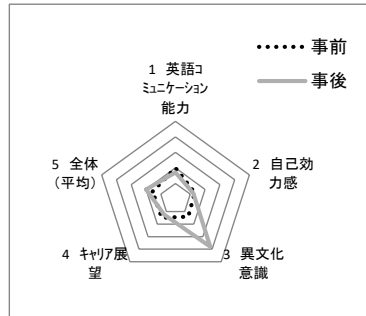 事前
事後
1 英語コ
ミュニケーション
能力
2 自己効
力感
3 異文化
意識
4 キャリア展
望
5 全体
（平均）